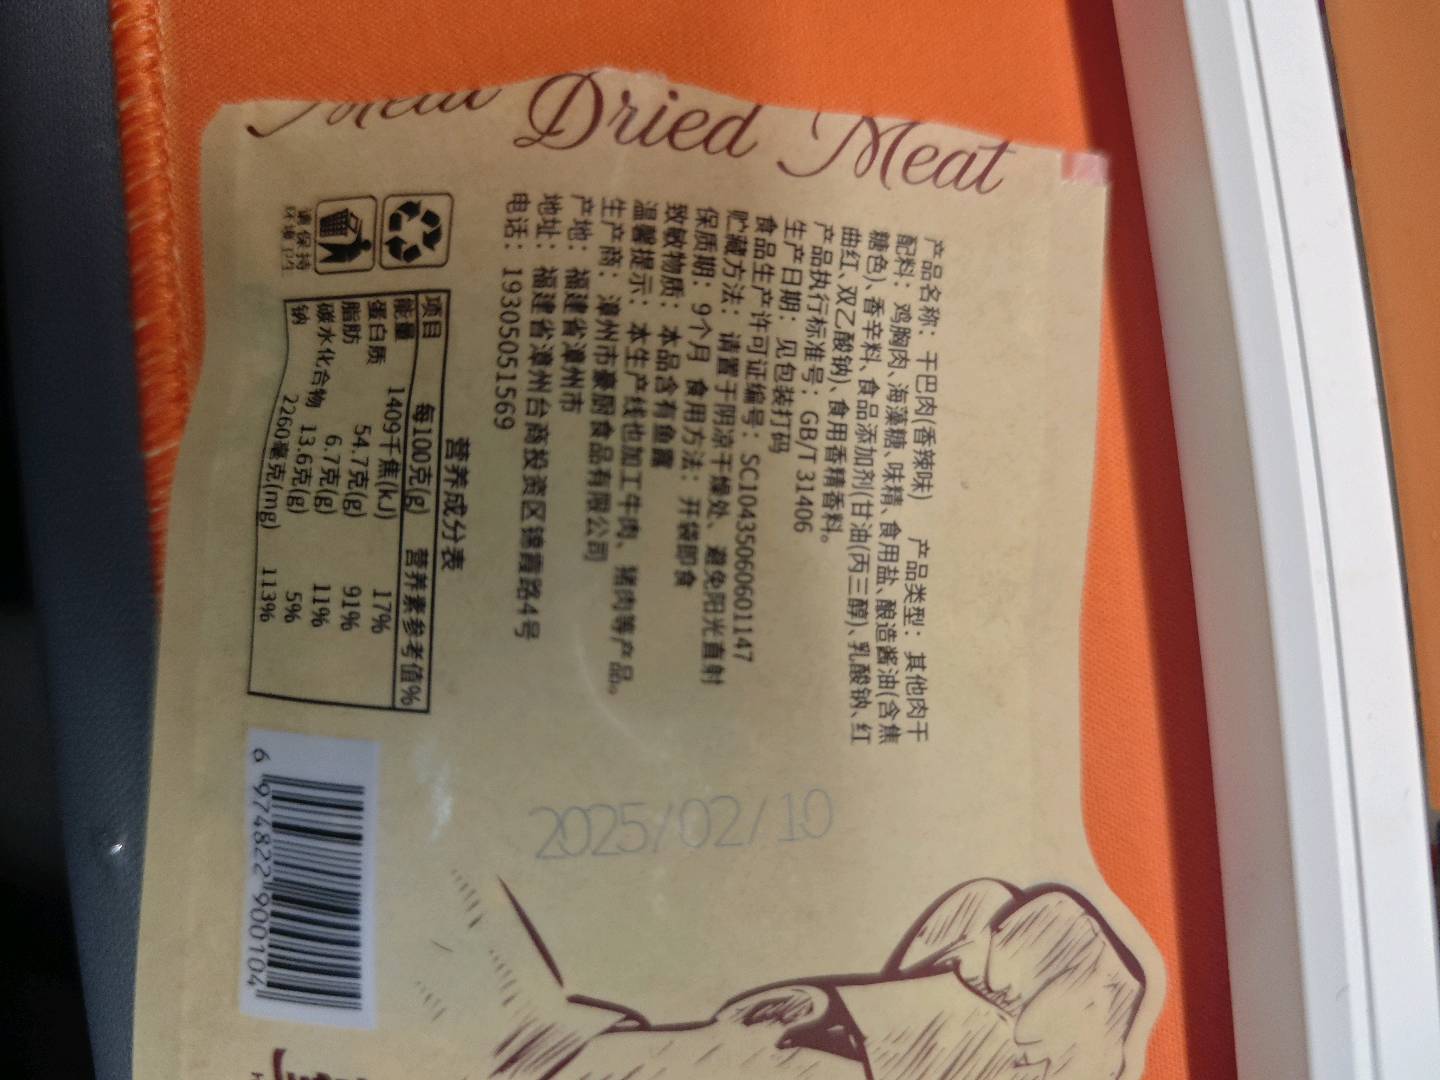 Meat Dried Meat
产品名称：干巴肉(香辣味) 产品类型：其他肉干
配料：鸡胸肉、海藻糖、味精、食用盐、酿造酱油(含焦
糖色)、香辛料、食品添加剂(甘油(丙三醇)、乳酸钠、红
曲红、双乙酸钠)、食用香精香料。
产品执行标准号：GB/T 31406
生产日期：见包装打码
食品生产许可证编号：SC10435060601147
贮藏方法：请置于阴凉干燥处、避免阳光直射
保质期：9个月 食用方法：开袋即食
致敏物质：本品含有鱼露
温馨提示：本生产线也加工牛肉、猪肉等产品。
生产商：漳州市豪厨食品有限公司
产地：福建省漳州市
地址：福建省漳州台商投资区锦霞路4号
电话：19305051569
营养成分表
项目 每100克(g) 营养素参考值%
能量 1409千焦(kJ) 17%
蛋白质 54.7克(g) 91%
脂肪 6.7克(g) 11%
碳水化合物 13.6克(g) 5%
钠 2260毫克(mg) 113%
请保持
环境卫生
2025/02/10
6 974822 900104